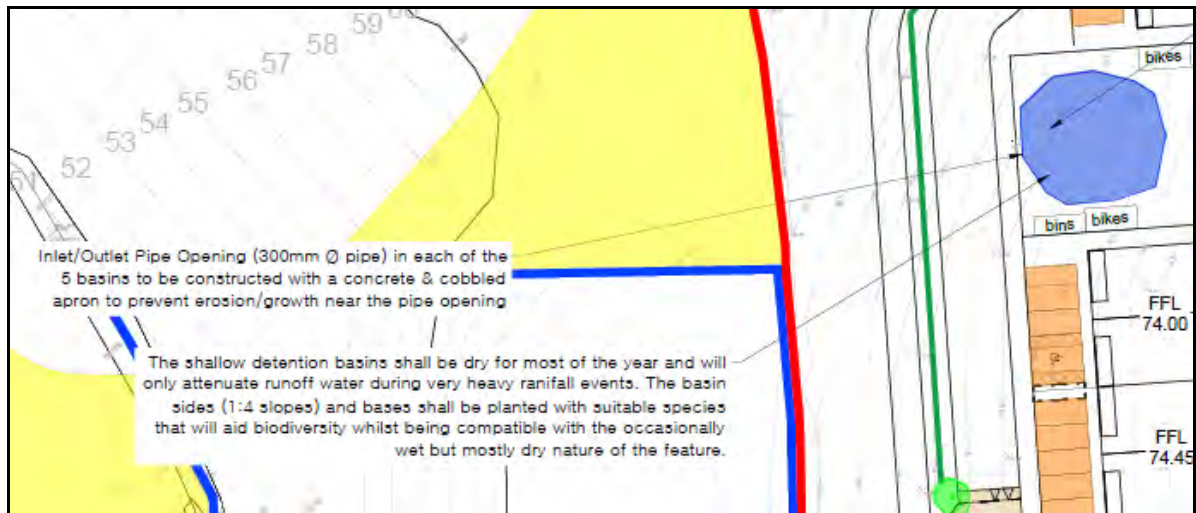 59
58
57
56
55
54
53
52
bikes
bins
bikes
Inlet/Outlet Pipe Opening (300mm Ø pipe) in each of the
5 basins to be constructed with a concrete & cobbled
apron to prevent erosion/growth near the pipe opening
FFL
74.00
The shallow detention basins shall be dry for most of the year and will
only attenuate runoff water during very heavy ranifall events. The basin
sides (1:4 slopes) and bases shall be planted with suitable species
that will aid biodiversity whilst being compatible with the occasionally
wet but mostly dry nature of the feature.
FFL
74.45